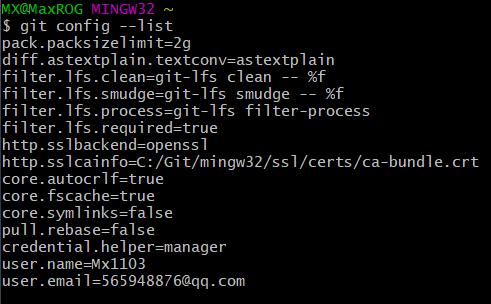 MX@MaxROG MINGW32 ~
$ git config --list
pack.packsizelimit=2g
diff.astextplain.textconv=astextplain
filter.lfs.clean=git-lfs clean -- %f
filter.lfs.smudge=git-lfs smudge -- %f
filter.lfs.process=git-lfs filter-process
filter.lfs.required=true
http.sslbackend=openssl
http.sslcainfo=C:/Git/mingw32/ssl/certs/ca-bundle.crt
core.autocrlf=true
core.fscache=true
core.symlinks=false
pull.rebase=false
credential.helper=manager
user.name=Mx1103
user.email=565948876@qq.com